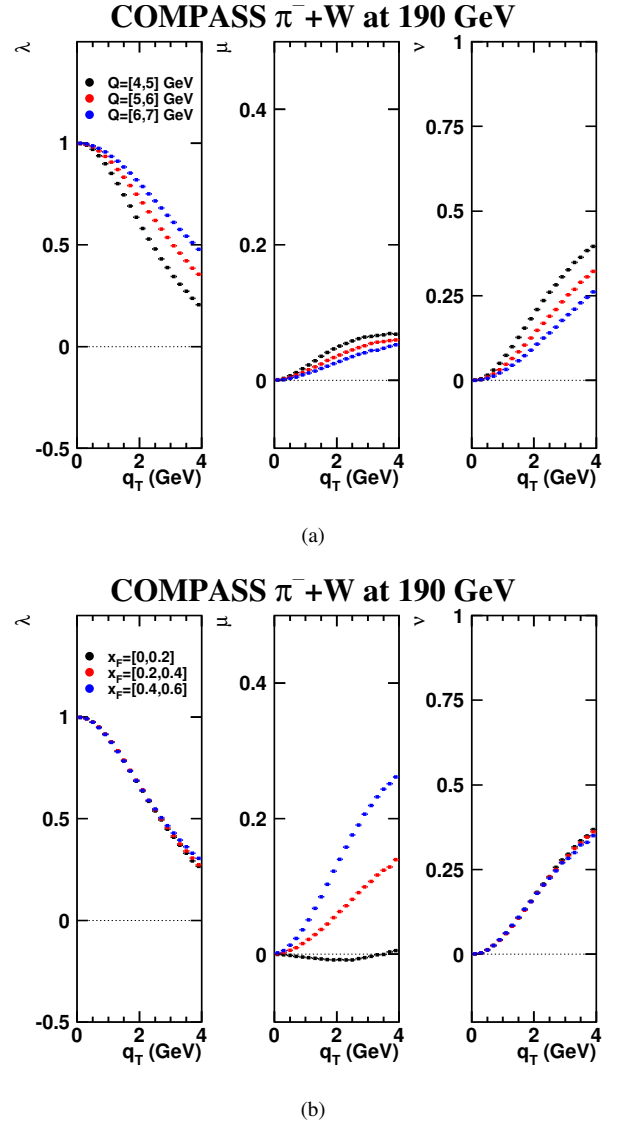 COMPASS π⁻+W at 190 GeV
λ
Q=[4,5] GeV
Q=[5,6] GeV
Q=[6,7] GeV
1
0.5
0
-0.5
0 2 4
q_T (GeV)
μ
0.4
0.2
0
0 2 4
q_T (GeV)
ν
1
0.75
0.5
0.25
0
0 2 4
q_T (GeV)
(a)
COMPASS π⁻+W at 190 GeV
λ
x_F=[0,0.2]
x_F=[0.2,0.4]
x_F=[0.4,0.6]
1
0.5
0
-0.5
0 2 4
q_T (GeV)
μ
0.4
0.2
0
0 2 4
q_T (GeV)
ν
1
0.75
0.5
0.25
0
0 2 4
q_T (GeV)
(b)